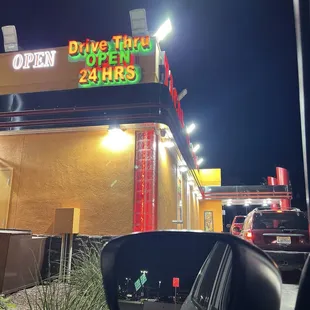 OPEN
Drive Thru
OPEN
24 HRS